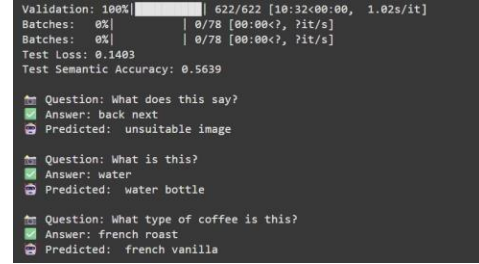 Validation: 100%|██████████| 622/622 [10:32<00:00, 1.02s/it]
Batches: 0%| | 0/78 [00:00<?, ?it/s]
Batches: 0%| | 0/78 [00:00<?, ?it/s]
Test Loss: 0.1403
Test Semantic Accuracy: 0.5639
📷 Question: What does this say?
✅ Answer: back next
🤖 Predicted: unsuitable image
📷 Question: What is this?
✅ Answer: water
🤖 Predicted: water bottle
📷 Question: What type of coffee is this?
✅ Answer: french roast
🤖 Predicted: french vanilla